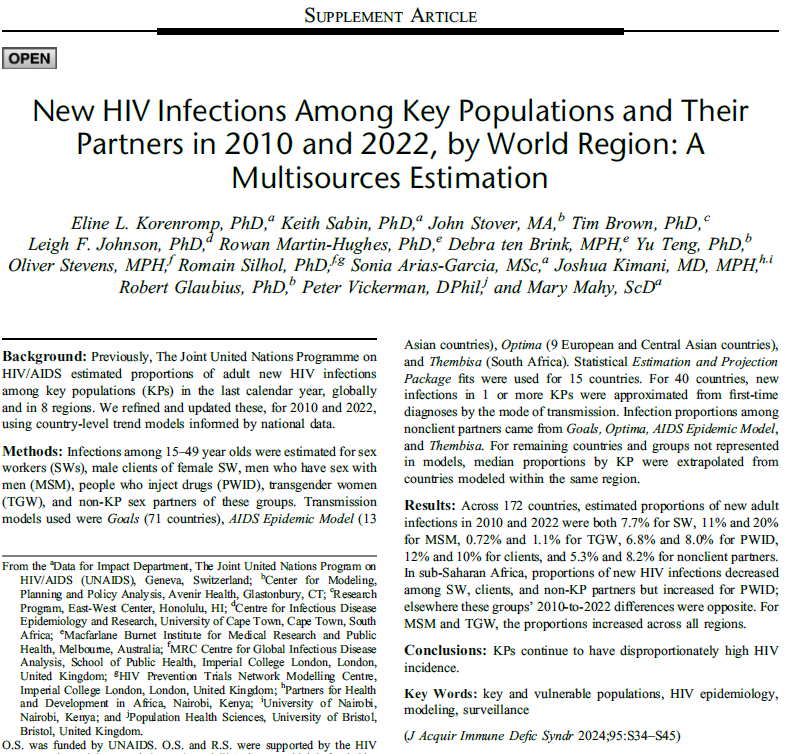 SUPPLEMENT ARTICLE
OPEN
New HIV Infections Among Key Populations and Their
Partners in 2010 and 2022, by World Region: A
Multisources Estimation
Eline L. Korenromp, PhD,a Keith Sabin, PhD,a John Stover, MA,b Tim Brown, PhD,c
Leigh F. Johnson, PhD,d Rowan Martin-Hughes, PhD,e Debra ten Brink, MPH,e Yu Teng, PhD,b
Oliver Stevens, MPH,f Romain Silhol, PhD,f,g Sonia Arias-Garcia, MSc,a Joshua Kimani, MD, MPH,h,i
Robert Glaubius, PhD,b Peter Vickerman, DPhil,j and Mary Mahy, ScDa
Background: Previously, The Joint United Nations Programme on
HIV/AIDS estimated proportions of adult new HIV infections
among key populations (KPs) in the last calendar year, globally
and in 8 regions. We refined and updated these, for 2010 and 2022,
using country-level trend models informed by national data.
Methods: Infections among 15–49 year olds were estimated for sex
workers (SWs), male clients of female SW, men who have sex with
men (MSM), people who inject drugs (PWID), transgender women
(TGW), and non-KP sex partners of these groups. Transmission
models used were Goals (71 countries), AIDS Epidemic Model (13
From the aData for Impact Department, The Joint United Nations Program on
HIV/AIDS (UNAIDS), Geneva, Switzerland; bCenter for Modeling,
Planning and Policy Analysis, Avenir Health, Glastonbury, CT; cResearch
Program, East-West Center, Honolulu, HI; dCentre for Infectious Disease
Epidemiology and Research, University of Cape Town, Cape Town, South
Africa; eMacfarlane Burnet Institute for Medical Research and Public
Health, Melbourne, Australia; fMRC Centre for Global Infectious Disease
Analysis, School of Public Health, Imperial College London, London,
United Kingdom; gHIV Prevention Trials Network Modelling Centre,
Imperial College London, London, United Kingdom; hPartners for Health
and Development in Africa, Nairobi, Kenya; iUniversity of Nairobi,
Nairobi, Kenya; and jPopulation Health Sciences, University of Bristol,
Bristol, United Kingdom.
O.S. was funded by UNAIDS. O.S. and R.S. were supported by the HIV
Asian countries), Optima (9 European and Central Asian countries),
and Thembisa (South Africa). Statistical Estimation and Projection
Package fits were used for 15 countries. For 40 countries, new
infections in 1 or more KPs were approximated from first-time
diagnoses by the mode of transmission. Infection proportions among
nonclient partners came from Goals, Optima, AIDS Epidemic Model,
and Thembisa. For remaining countries and groups not represented
in models, median proportions by KP were extrapolated from
countries modeled within the same region.
Results: Across 172 countries, estimated proportions of new adult
infections in 2010 and 2022 were both 7.7% for SW, 11% and 20%
for MSM, 0.72% and 1.1% for TGW, 6.8% and 8.0% for PWID,
12% and 10% for clients, and 5.3% and 8.2% for nonclient partners.
In sub-Saharan Africa, proportions of new HIV infections decreased
among SW, clients, and non-KP partners but increased for PWID;
elsewhere these groups' 2010-to-2022 differences were opposite. For
MSM and TGW, the proportions increased across all regions.
Conclusions: KPs continue to have disproportionately high HIV
incidence.
Key Words: key and vulnerable populations, HIV epidemiology,
modeling, surveillance
(J Acquir Immune Defic Syndr 2024;95:S34–S45)